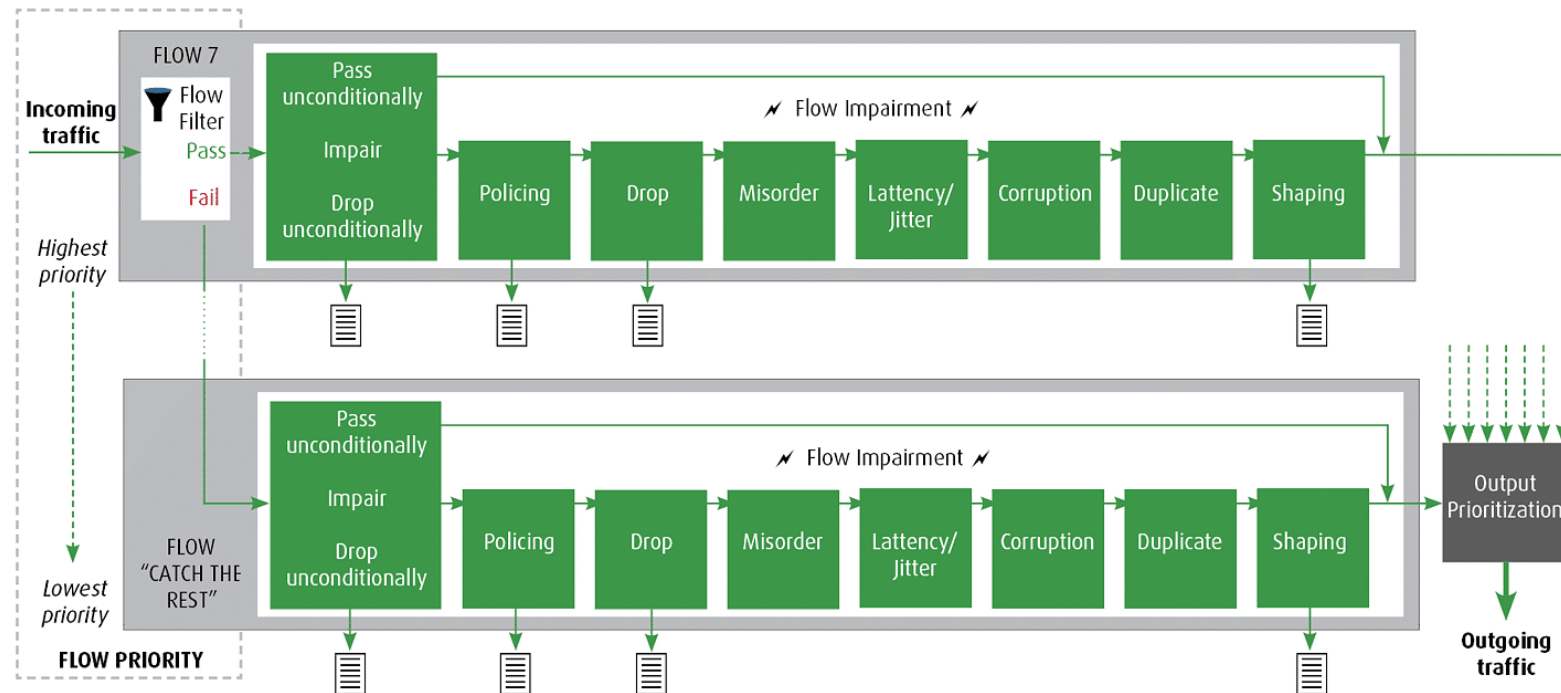 FLOW 7
Incoming
traffic
Flow
Filter
Pass
Fail
Highest
priority
Pass
unconditionally
Impair
Drop
unconditionally
Flow Impairment
Policing
Drop
Misorder
Lattency/
Jitter
Corruption
Duplicate
Shaping
Lowest
priority
FLOW PRIORITY
FLOW
“CATCH THE
REST”
Pass
unconditionally
Impair
Drop
unconditionally
Flow Impairment
Policing
Drop
Misorder
Lattency/
Jitter
Corruption
Duplicate
Shaping
Output
Prioritization
Outgoing
traffic